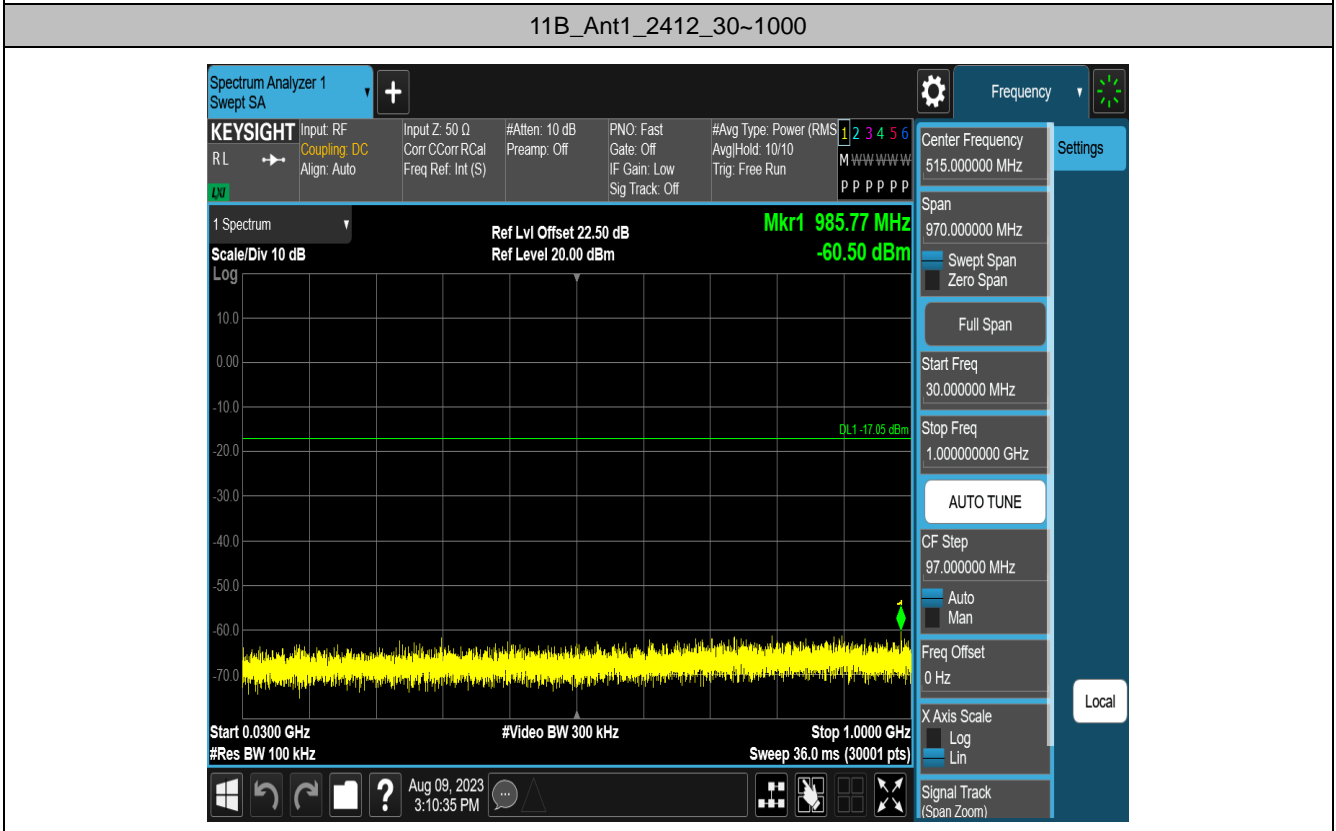 11B_Ant1_2412_30~1000
Spectrum Analyzer 1
Swept SA
+
Frequency
KEYSIGHT
RL
LXI
Input: RF
Coupling: DC
Align: Auto
Input Z: 50 Ω
Corr CCorr RCal
Freq Ref: Int (S)
#Atten: 10 dB
Preamp: Off
PNO: Fast
Gate: Off
IF Gain: Low
Sig Track: Off
#Avg Type: Power (RMS
Avg|Hold: 10/10
Trig: Free Run
1 2 3 4 5 6
M W W W W W
P P P P P P
1 Spectrum
Scale/Div 10 dB
Log
Ref Lvl Offset 22.50 dB
Ref Level 20.00 dBm
Mkr1 985.77 MHz
-60.50 dBm
10.0
0.00
-10.0
DL1 -17.05 dBm
-20.0
-30.0
-40.0
-50.0
1
-60.0
-70.0
Start 0.0300 GHz
#Res BW 100 kHz
#Video BW 300 kHz
Stop 1.0000 GHz
Sweep 36.0 ms (30001 pts)
?
Aug 09, 2023
3:10:35 PM
Center Frequency
515.000000 MHz
Settings
Span
970.000000 MHz
Swept Span
Zero Span
Full Span
Start Freq
30.000000 MHz
Stop Freq
1.000000000 GHz
AUTO TUNE
CF Step
97.000000 MHz
Auto
Man
Freq Offset
0 Hz
X Axis Scale
Log
Lin
Local
Signal Track
(Span Zoom)